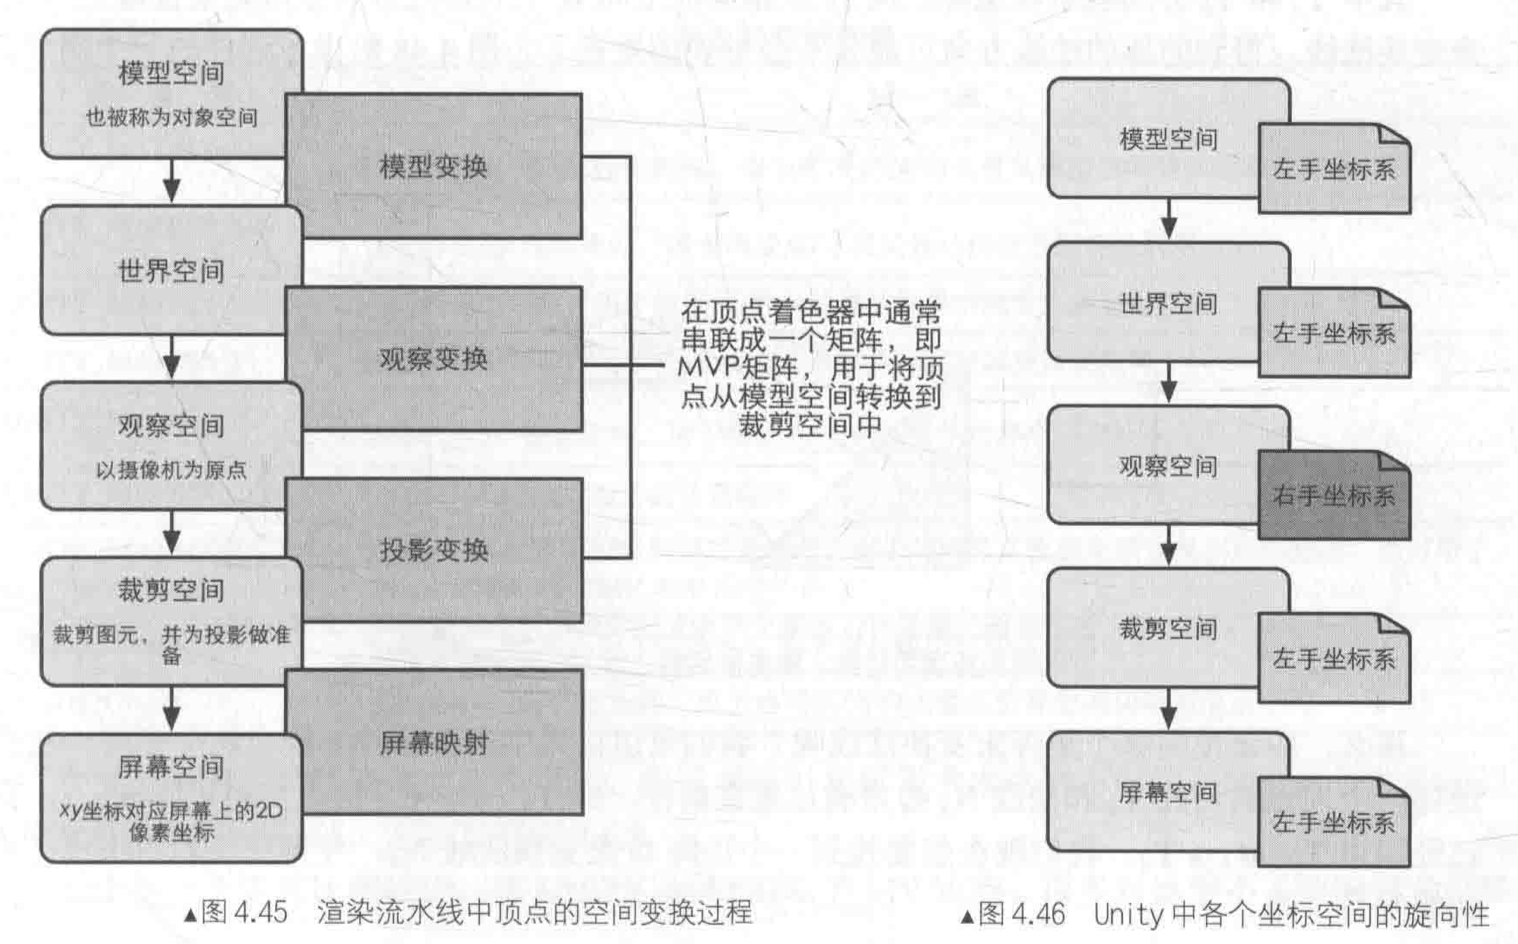 模型空间
也被称为对象空间
模型变换
世界空间
观察变换
观察空间
以摄像机为原点
投影变换
裁剪空间
裁剪图元，并为投影做准
备
屏幕映射
屏幕空间
xy坐标对应屏幕上的2D
像素坐标
在顶点着色器中通常
串联成一个矩阵，即
MVP矩阵，用于将顶
点从模型空间转换到
裁剪空间中
▲图 4.45 渲染流水线中顶点的空间变换过程
模型空间
左手坐标系
世界空间
左手坐标系
观察空间
右手坐标系
裁剪空间
左手坐标系
屏幕空间
左手坐标系
▲图 4.46 Unity 中各个坐标空间的旋向性